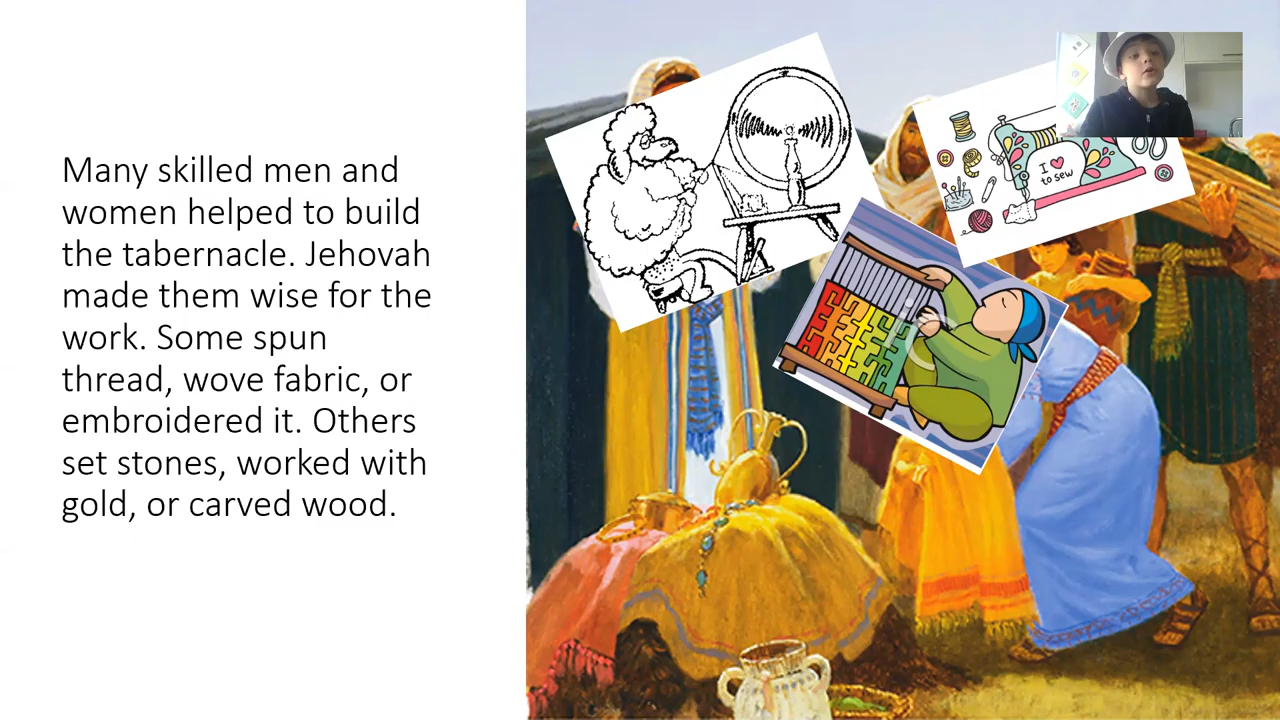 Many skilled men and
women helped to build
the tabernacle. Jehovah
made them wise for the
work. Some spun
thread, wove fabric, or
embroidered it. Others
set stones, worked with
gold, or carved wood.
I ♥
to sew